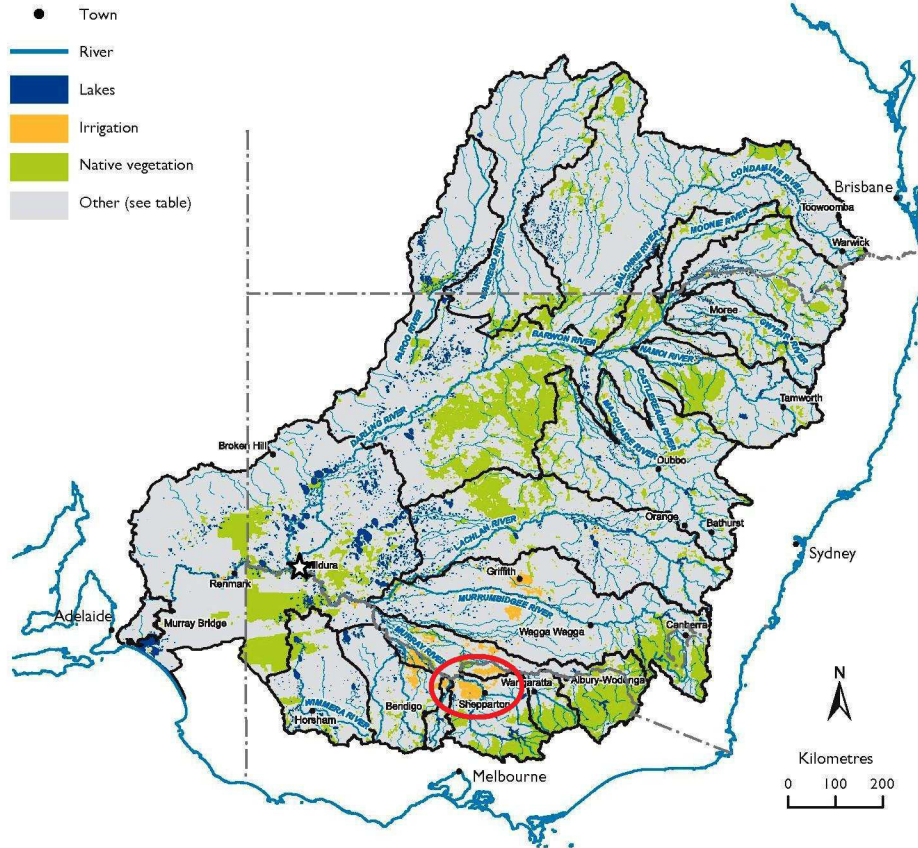 Town
River
Lakes
Irrigation
Native vegetation
Other (see table)
CONDAMINE RIVER
Brisbane
Toowoomba
MOONIE RIVER
Warwick
WARREGO RIVER
PAROO RIVER
Moree
GWYDIR RIVER
BARWON RIVER
NAMOI RIVER
Tamworth
CASTLEREAGH RIVER
MACQUARIE RIVER
DARLING RIVER
Broken Hill
Dubbo
Orange
Bathurst
LACHLAN RIVER
Sydney
Griffith
Renmark
MURRUMBIDGEE RIVER
Adelaide
Murray Bridge
Wagga Wagga
Canberra
MURRAY RIVER
Wangaratta
Albury-Wodonga
Shepparton
Bendigo
WIMMERA RIVER
Horsham
Melbourne
N
Kilometres
0 100 200